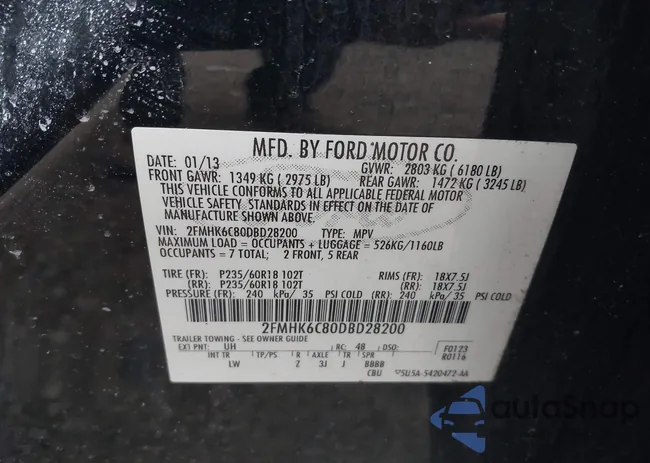 MFD. BY FORD MOTOR CO.
DATE: 01/13 GVWR: 2803 KG ( 6180 LB)
FRONT GAWR: 1349 KG ( 2975 LB) REAR GAWR: 1472 KG ( 3245 LB)
THIS VEHICLE CONFORMS TO ALL APPLICABLE FEDERAL MOTOR
VEHICLE SAFETY STANDARDS IN EFFECT ON THE DATE OF
MANUFACTURE SHOWN ABOVE.
VIN: 2FMHK6C80DBD28200 TYPE: MPV
MAXIMUM LOAD = OCCUPANTS + LUGGAGE = 526KG/1160LB
OCCUPANTS = 7 TOTAL; 2 FRONT, 5 REAR
TIRE (FR): P235/60R18 102T RIMS (FR): 18X7.5J
(RR): P235/60R18 102T (RR): 18X7.5J
PRESSURE (FR): 240 kPa/ 35 PSI COLD (RR): 240 kPa/ 35 PSI COLD
2FMHK6C80DBD28200
TRAILER TOWING - SEE OWNER GUIDE
EXT PNT: UH RC: 48 DSO: F0123
R0116
INT TR TP/PS R AXLE TR SPR
LW Z 3J J BBBB
CBU 5U5A-5420472-AA
autoSnap